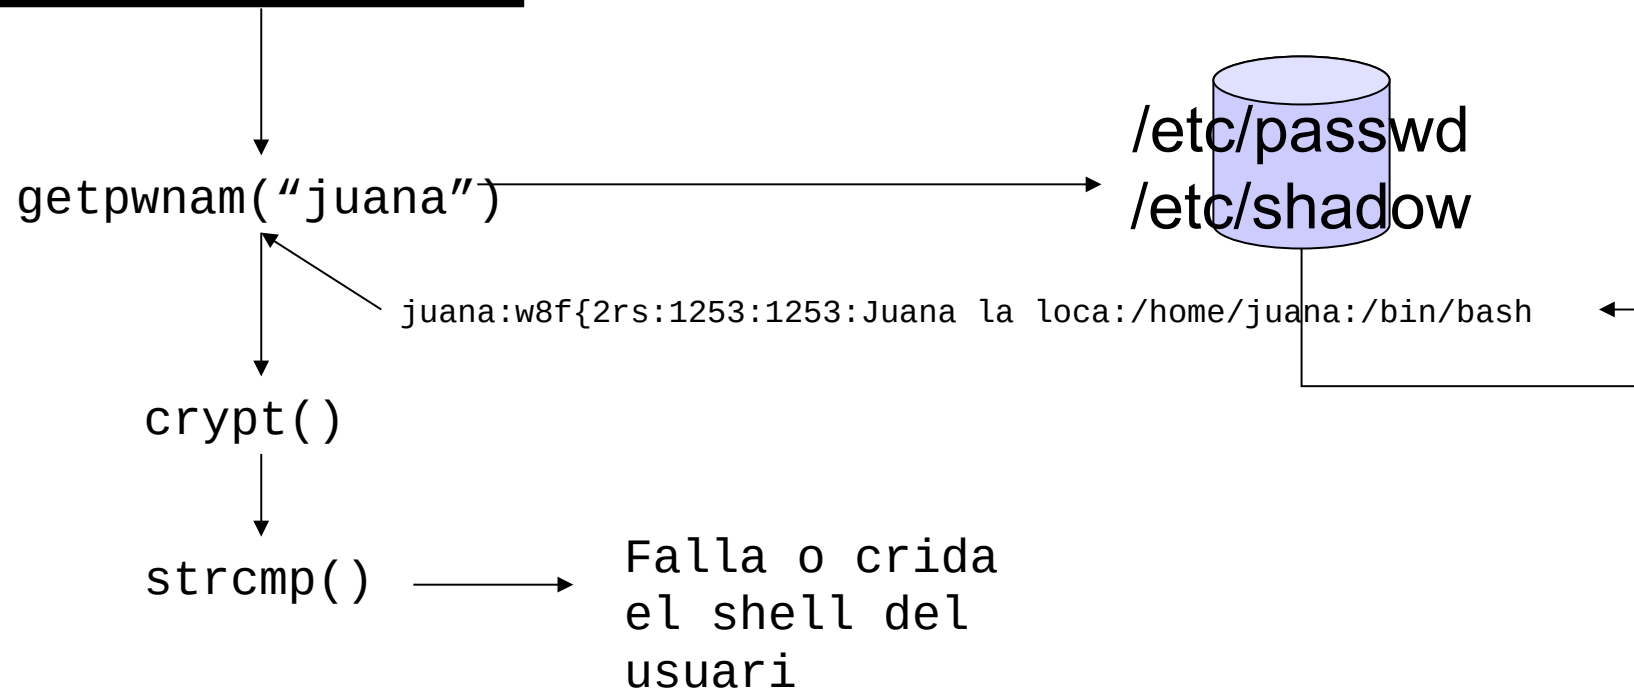 /etc/passwd
/etc/shadow
getpwnam(“juana”)
juana:w8f{2rs:1253:1253:Juana la loca:/home/juana:/bin/bash
crypt()
strcmp()
Falla o crida
el shell del
usuari